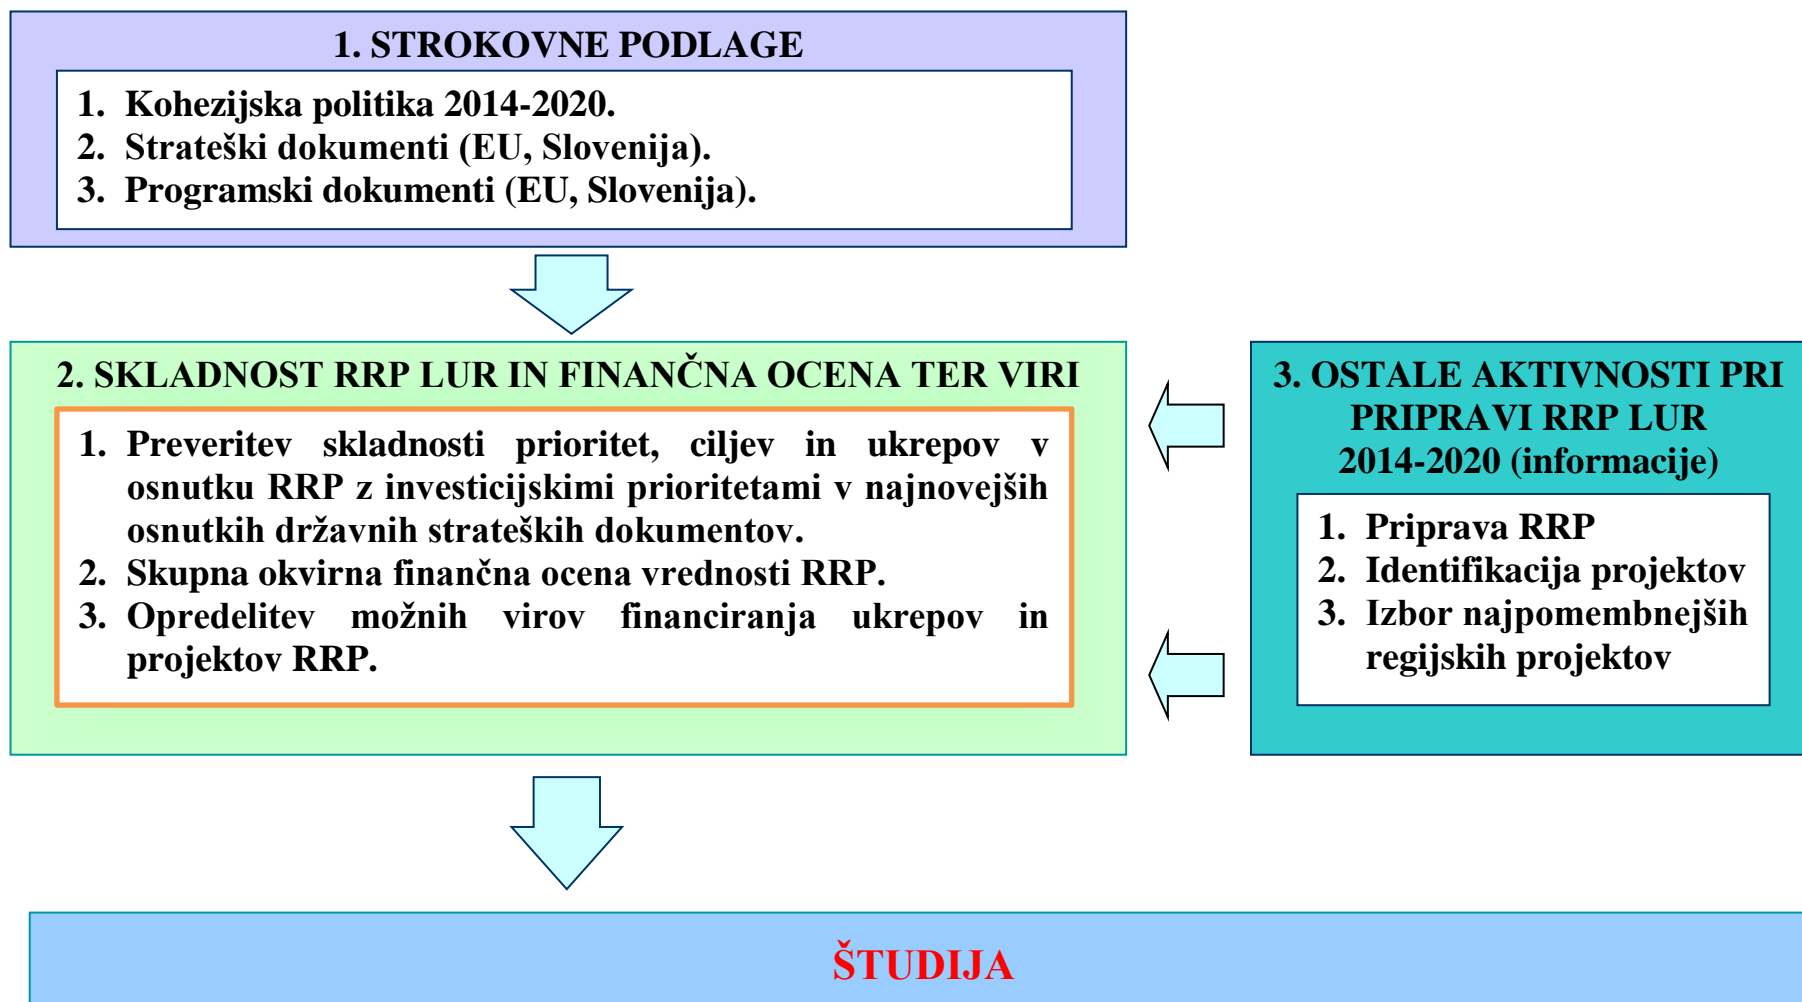 1. STROKOVNE PODLAGE
1. Kohezijska politika 2014-2020.
2. Strateški dokumenti (EU, Slovenija).
3. Programski dokumenti (EU, Slovenija).
2. SKLADNOST RRP LUR IN FINANČNA OCENA TER VIRI
1. Preveritev skladnosti prioritet, ciljev in ukrepov v
osnutku RRP z investicijskimi prioritetami v najnovejših
osnutkih državnih strateških dokumentov.
2. Skupna okvirna finančna ocena vrednosti RRP.
3. Opredelitev možnih virov financiranja ukrepov in
projektov RRP.
3. OSTALE AKTIVNOSTI PRI
PRIPRAVI RRP LUR
2014-2020 (informacije)
1. Priprava RRP
2. Identifikacija projektov
3. Izbor najpomembnejših
regijskih projektov
ŠTUDIJA